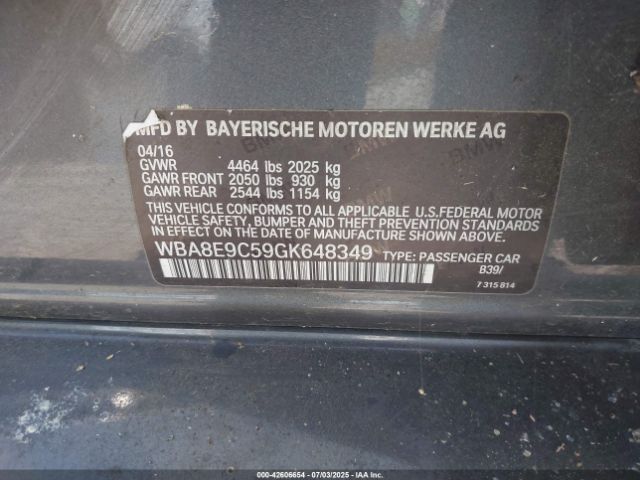 MFD BY BAYERISCHE MOTOREN WERKE AG
04/16
GVWR 4464 lbs 2025 kg
GAWR FRONT 2050 lbs 930 kg
GAWR REAR 2544 lbs 1154 kg
THIS VEHICLE CONFORMS TO ALL APPLICABLE U.S.FEDERAL MOTOR
VEHICLE SAFETY, BUMPER AND THEFT PREVENTION STANDARDS
IN EFFECT ON THE DATE OF MANUFACTURE SHOWN ABOVE.
WBA8E9C59GK648349 TYPE: PASSENGER CAR
B39/
7 315 814
000-42606654 | 07/03/2025 - IAA Inc.